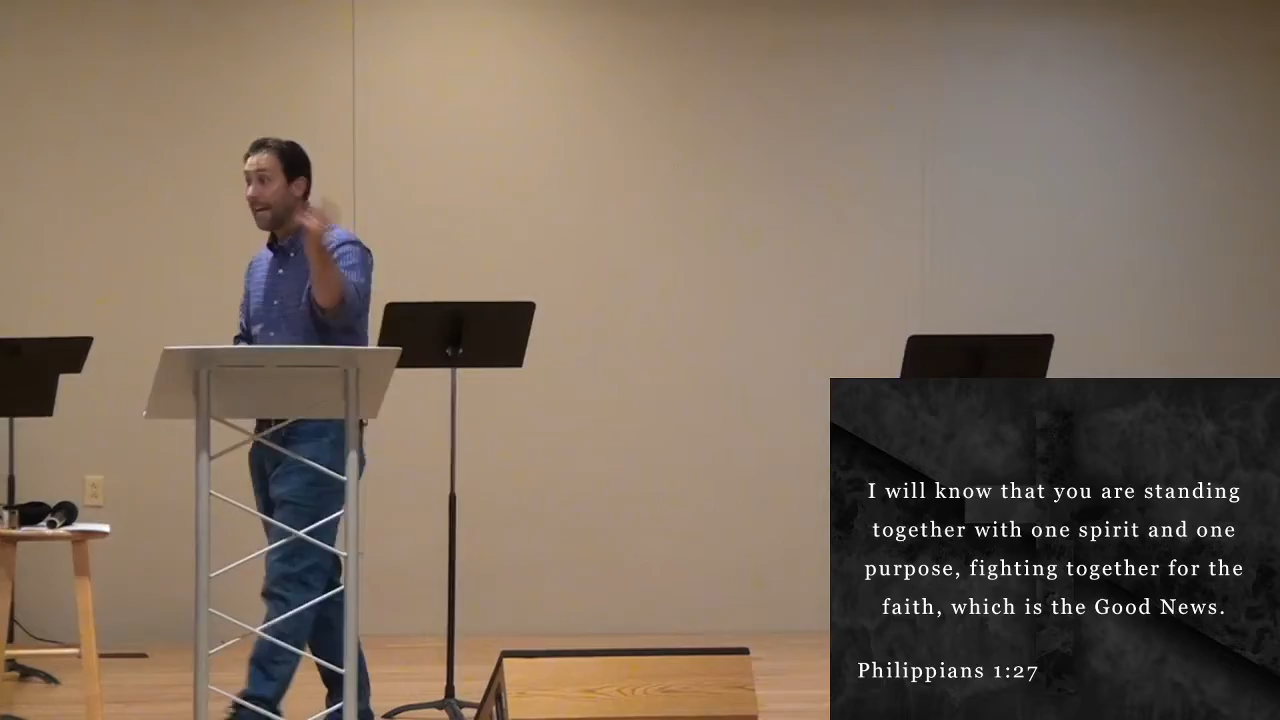 I will know that you are standing
together with one spirit and one
purpose, fighting together for the
faith, which is the Good News.
Philippians 1:27